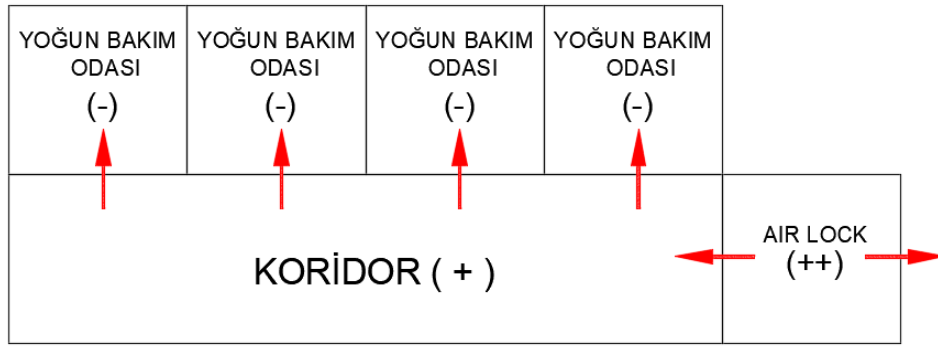 YOĞUN BAKIM
ODASI
(-)
YOĞUN BAKIM
ODASI
(-)
YOĞUN BAKIM
ODASI
(-)
YOĞUN BAKIM
ODASI
(-)
KORİDOR ( + )
AIR LOCK
(++)